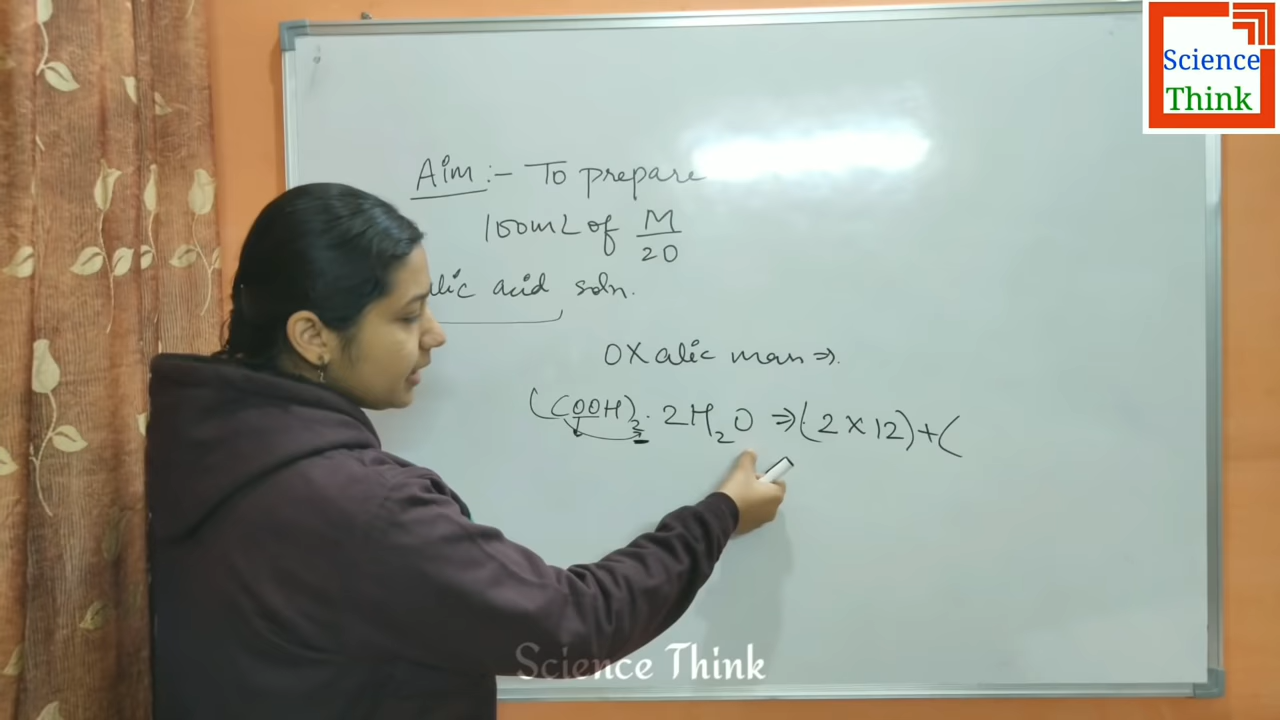 Science
Think
Aim :- To prepare
100mL of M/20
alic acid soln.
OXalic man ⇒.
(COOH)₂ . 2H₂O ⇒ (2 × 12) + (
Science Think